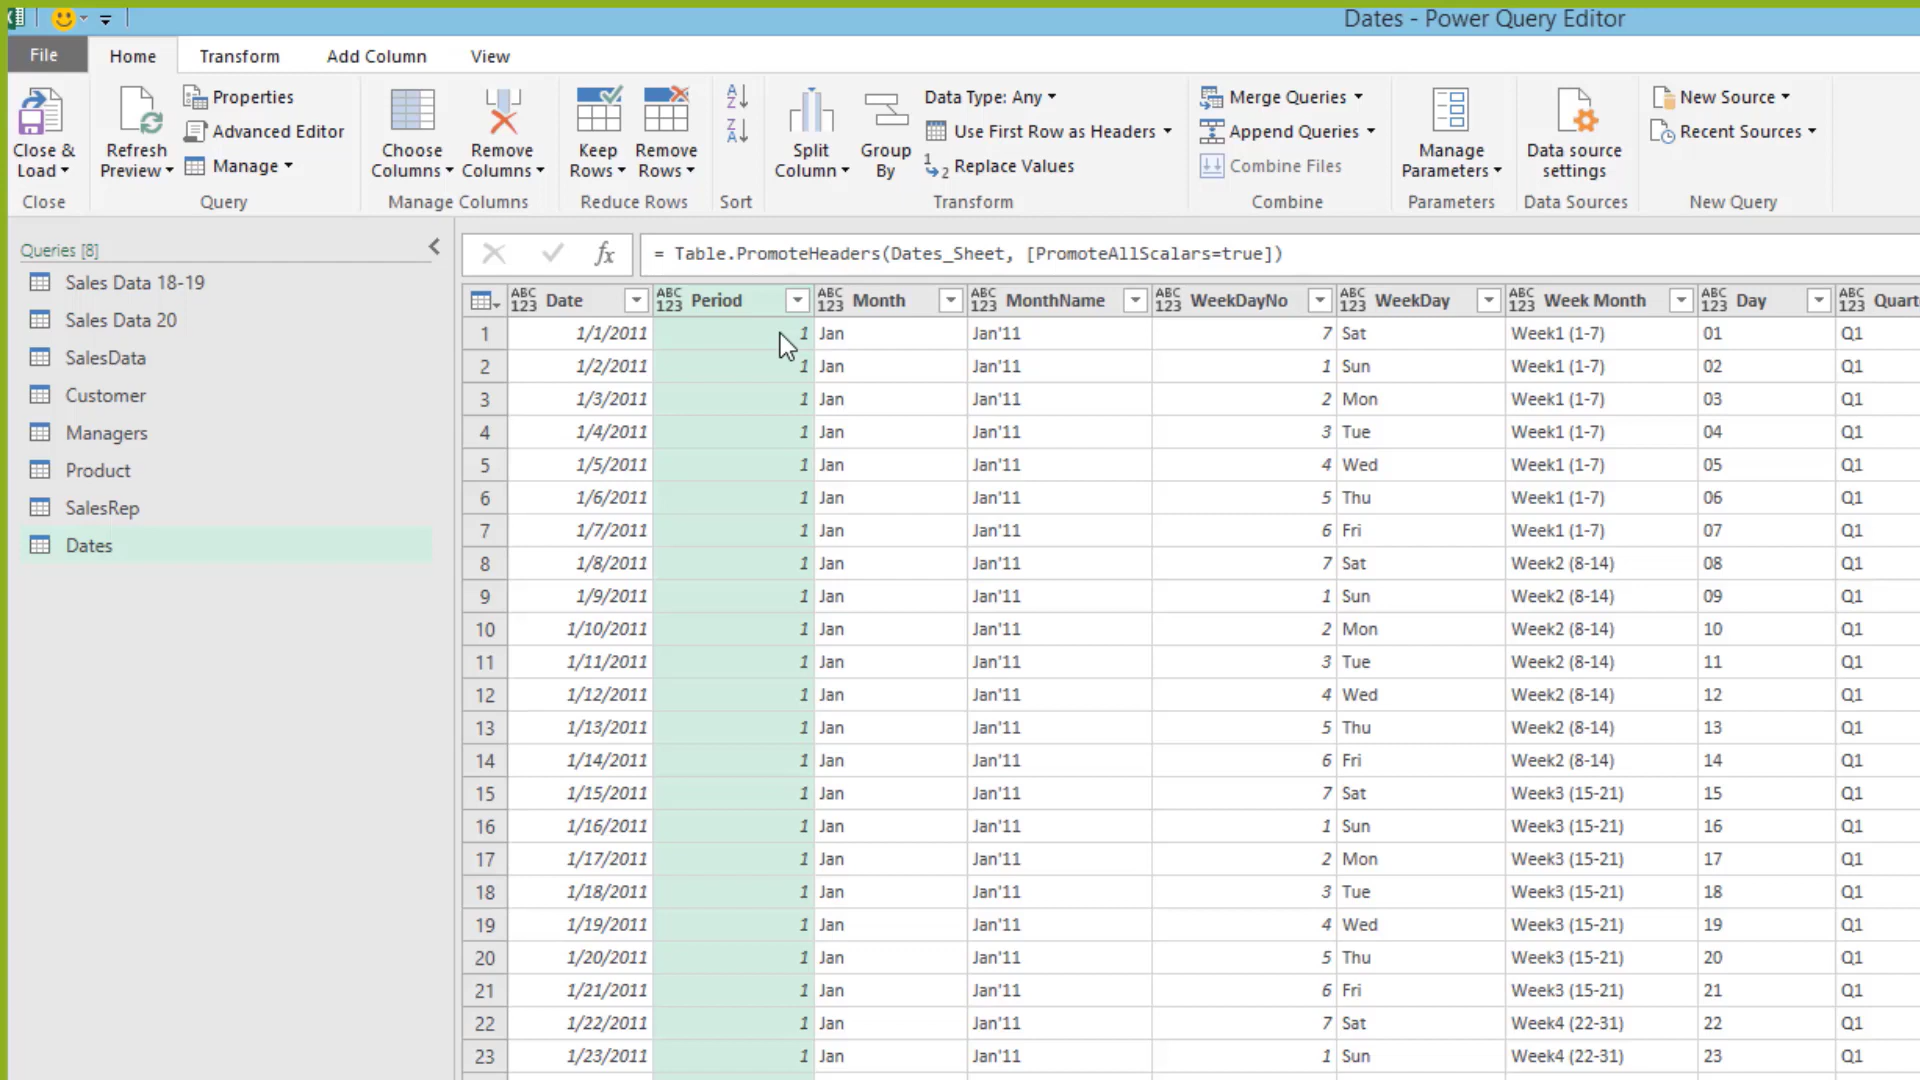 Dates - Power Query Editor
File Home Transform Add Column View
Close & Load
Refresh Preview
Properties
Advanced Editor
Manage
Choose Columns
Remove Columns
Keep Rows
Remove Rows
A Z
Z A
Split Column
Group By
Data Type: Any
Use First Row as Headers
1 2 Replace Values
Merge Queries
Append Queries
Combine Files
Manage Parameters
Data source settings
New Source
Recent Sources
Close Query Manage Columns Reduce Rows Sort Transform Combine Parameters Data Sources New Query
Queries [8]
Sales Data 18-19
Sales Data 20
SalesData
Customer
Managers
Product
SalesRep
Dates
fx = Table.PromoteHeaders(Dates_Sheet, [PromoteAllScalars=true])
ABC 123 Date ABC 123 Period ABC 123 Month ABC 123 MonthName ABC 123 WeekDayNo ABC 123 WeekDay ABC 123 Week Month ABC 123 Day ABC 123 Quart
1 1/1/2011 1 Jan Jan'11 7 Sat Week1 (1-7) 01 Q1
2 1/2/2011 1 Jan Jan'11 1 Sun Week1 (1-7) 02 Q1
3 1/3/2011 1 Jan Jan'11 2 Mon Week1 (1-7) 03 Q1
4 1/4/2011 1 Jan Jan'11 3 Tue Week1 (1-7) 04 Q1
5 1/5/2011 1 Jan Jan'11 4 Wed Week1 (1-7) 05 Q1
6 1/6/2011 1 Jan Jan'11 5 Thu Week1 (1-7) 06 Q1
7 1/7/2011 1 Jan Jan'11 6 Fri Week1 (1-7) 07 Q1
8 1/8/2011 1 Jan Jan'11 7 Sat Week2 (8-14) 08 Q1
9 1/9/2011 1 Jan Jan'11 1 Sun Week2 (8-14) 09 Q1
10 1/10/2011 1 Jan Jan'11 2 Mon Week2 (8-14) 10 Q1
11 1/11/2011 1 Jan Jan'11 3 Tue Week2 (8-14) 11 Q1
12 1/12/2011 1 Jan Jan'11 4 Wed Week2 (8-14) 12 Q1
13 1/13/2011 1 Jan Jan'11 5 Thu Week2 (8-14) 13 Q1
14 1/14/2011 1 Jan Jan'11 6 Fri Week2 (8-14) 14 Q1
15 1/15/2011 1 Jan Jan'11 7 Sat Week3 (15-21) 15 Q1
16 1/16/2011 1 Jan Jan'11 1 Sun Week3 (15-21) 16 Q1
17 1/17/2011 1 Jan Jan'11 2 Mon Week3 (15-21) 17 Q1
18 1/18/2011 1 Jan Jan'11 3 Tue Week3 (15-21) 18 Q1
19 1/19/2011 1 Jan Jan'11 4 Wed Week3 (15-21) 19 Q1
20 1/20/2011 1 Jan Jan'11 5 Thu Week3 (15-21) 20 Q1
21 1/21/2011 1 Jan Jan'11 6 Fri Week3 (15-21) 21 Q1
22 1/22/2011 1 Jan Jan'11 7 Sat Week4 (22-31) 22 Q1
23 1/23/2011 1 Jan Jan'11 1 Sun Week4 (22-31) 23 Q1